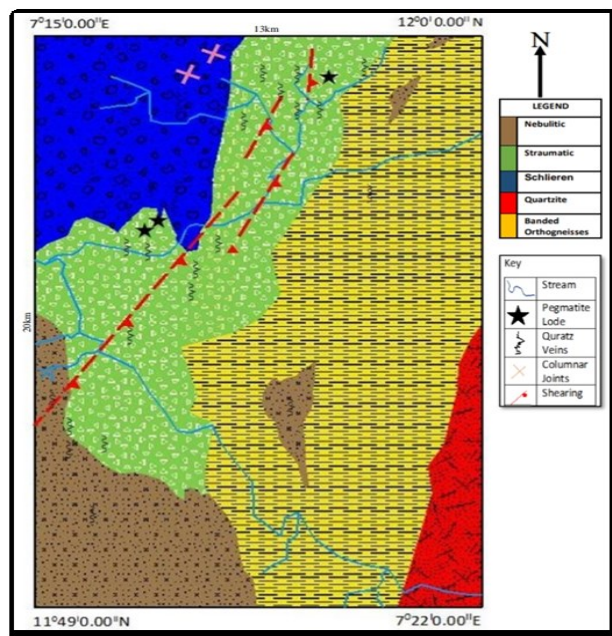 7°15'0.00"E
13km
12°0'0.00"N
N
LEGEND
Nebulitic
Straumatic
Schlieren
Quartzite
Banded
Orthogneisses
Key
Stream
Pegmatite
Lode
Quratz
Veins
Columnar
Joints
Shearing
20km
11°49'0.00"N
7°22'0.00"E